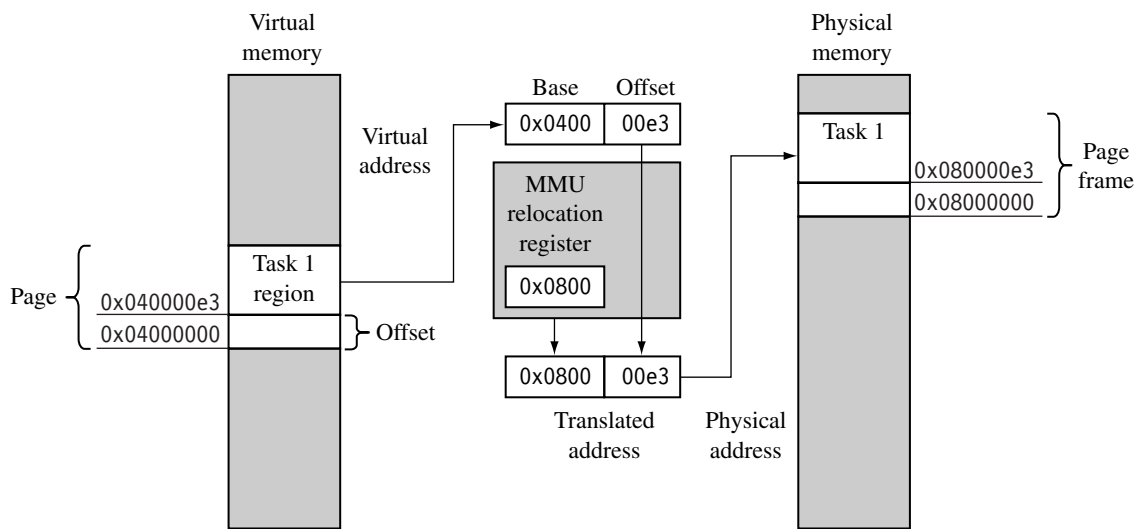 Virtual
memory
Physical
memory
Base
Offset
0x0400
00e3
Virtual
address
Task 1
MMU
relocation
register
0x0800
0x080000e3
0x08000000
Page
frame
Page
Task 1
region
0x040000e3
0x04000000
Offset
0x0800
00e3
Translated
address
Physical
address